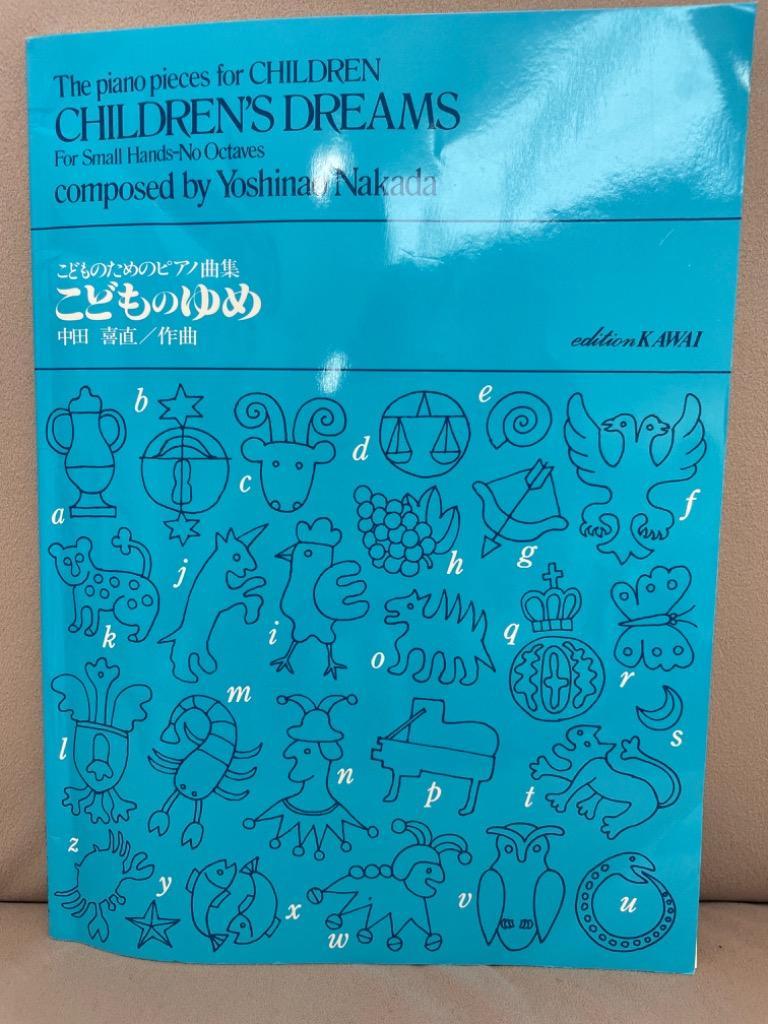 The piano pieces for CHILDREN
CHILDREN'S DREAMS
For Small Hands-No Octaves
composed by Yoshinao Nakada
こどものためのピアノ曲集
こどものゆめ
中田 喜直／作曲
edition KAWAI
a
b
c
d
e
f
g
h
j
i
k
o
q
r
l
m
n
p
s
t
z
y
x
w
v
u